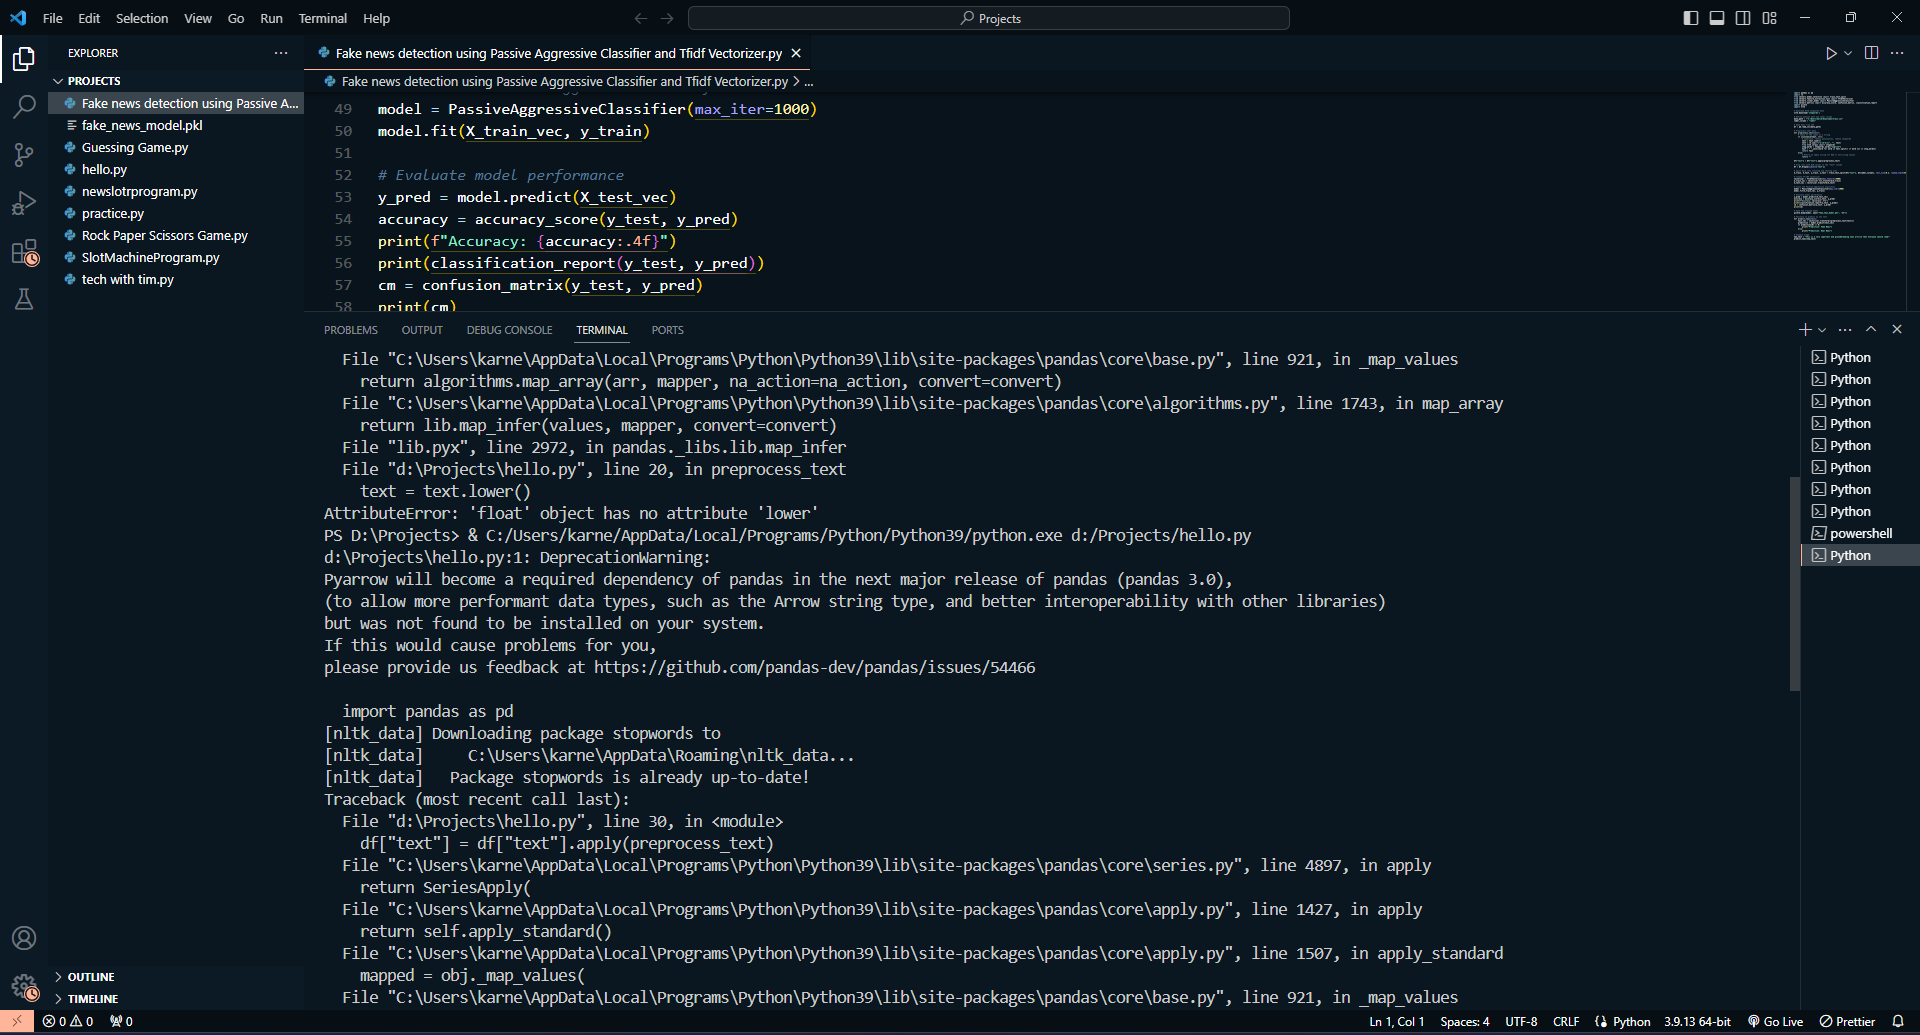 File Edit Selection View Go Run Terminal Help
Projects
EXPLORER
PROJECTS
Fake news detection using Passive A...
fake_news_model.pkl
Guessing Game.py
hello.py
newslotrprogram.py
practice.py
Rock Paper Scissors Game.py
SlotMachineProgram.py
tech with tim.py
OUTLINE
TIMELINE
Fake news detection using Passive Aggressive Classifier and Tfidf Vectorizer.py
Fake news detection using Passive Aggressive Classifier and Tfidf Vectorizer.py > ...
49 model = PassiveAggressiveClassifier(max_iter=1000)
50 model.fit(X_train_vec, y_train)
51
52 # Evaluate model performance
53 y_pred = model.predict(X_test_vec)
54 accuracy = accuracy_score(y_test, y_pred)
55 print(f"Accuracy: {accuracy:.4f}")
56 print(classification_report(y_test, y_pred))
57 cm = confusion_matrix(y_test, y_pred)
58 print(cm)
PROBLEMS OUTPUT DEBUG CONSOLE TERMINAL PORTS
File "C:\Users\karne\AppData\Local\Programs\Python\Python39\lib\site-packages\pandas\core\base.py", line 921, in _map_values
return algorithms.map_array(arr, mapper, na_action=na_action, convert=convert)
File "C:\Users\karne\AppData\Local\Programs\Python\Python39\lib\site-packages\pandas\core\algorithms.py", line 1743, in map_array
return lib.map_infer(values, mapper, convert=convert)
File "lib.pyx", line 2972, in pandas._libs.lib.map_infer
File "d:\Projects\hello.py", line 20, in preprocess_text
text = text.lower()
AttributeError: 'float' object has no attribute 'lower'
PS D:\Projects> & C:/Users/karne/AppData/Local/Programs/Python/Python39/python.exe d:/Projects/hello.py
d:\Projects\hello.py:1: DeprecationWarning:
Pyarrow will become a required dependency of pandas in the next major release of pandas (pandas 3.0),
(to allow more performant data types, such as the Arrow string type, and better interoperability with other libraries)
but was not found to be installed on your system.
If this would cause problems for you,
please provide us feedback at https://github.com/pandas-dev/pandas/issues/54466
import pandas as pd
[nltk_data] Downloading package stopwords to
[nltk_data] C:\Users\karne\AppData\Roaming\nltk_data...
[nltk_data] Package stopwords is already up-to-date!
Traceback (most recent call last):
File "d:\Projects\hello.py", line 30, in <module>
df["text"] = df["text"].apply(preprocess_text)
File "C:\Users\karne\AppData\Local\Programs\Python\Python39\lib\site-packages\pandas\core\series.py", line 4897, in apply
return SeriesApply(
File "C:\Users\karne\AppData\Local\Programs\Python\Python39\lib\site-packages\pandas\core\apply.py", line 1427, in apply
return self.apply_standard()
File "C:\Users\karne\AppData\Local\Programs\Python\Python39\lib\site-packages\pandas\core\apply.py", line 1507, in apply_standard
mapped = obj._map_values(
File "C:\Users\karne\AppData\Local\Programs\Python\Python39\lib\site-packages\pandas\core\base.py", line 921, in _map_values
Python
Python
Python
Python
Python
Python
Python
Python
powershell
Python
0 0 0
Ln 1, Col 1 Spaces: 4 UTF-8 CRLF Python 3.9.13 64-bit Go Live Prettier